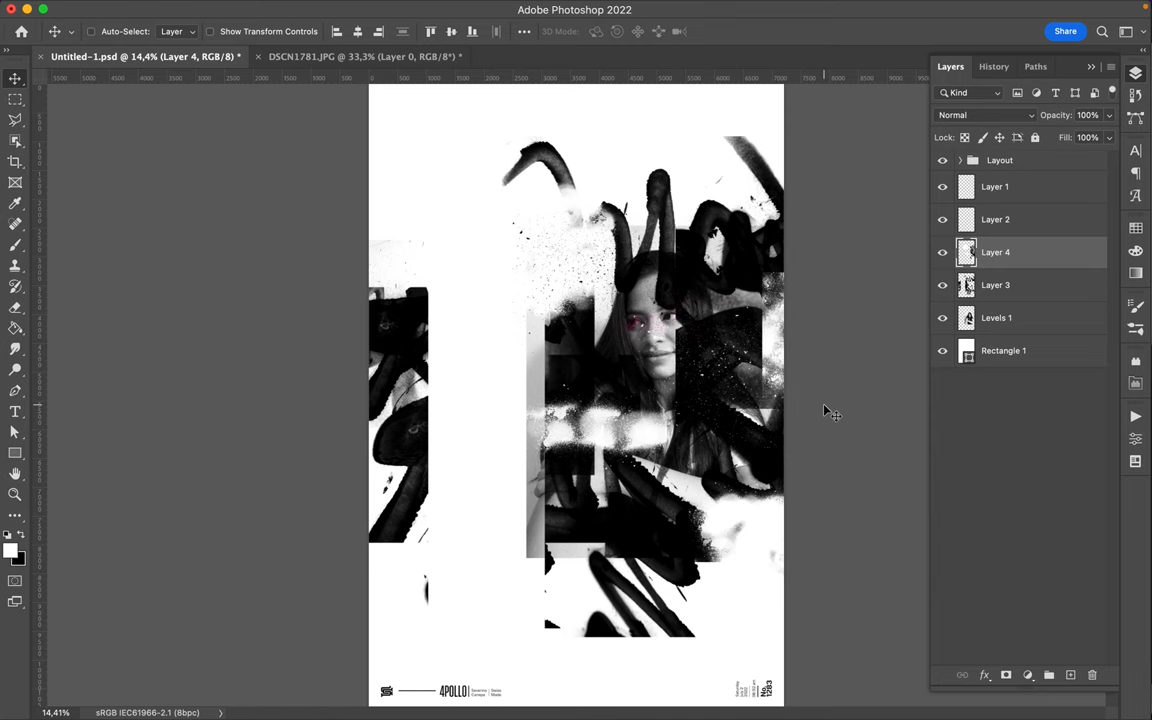 Adobe Photoshop 2022
Auto-Select:
Layer
Show Transform Controls
3D Mode:
Share
Untitled-1.psd @ 14,4% (Layer 4, RGB/8) *
DSCN1781.JPG @ 33,3% (Layer 0, RGB/8*) *
Layers
History
Paths
Kind
Normal
Opacity: 100%
Lock:
Fill: 100%
Layout
Layer 1
Layer 2
Layer 4
Layer 3
Levels 1
Rectangle 1
4POLLO
No. 1283
14,41%
sRGB IEC61966-2.1 (8bpc)